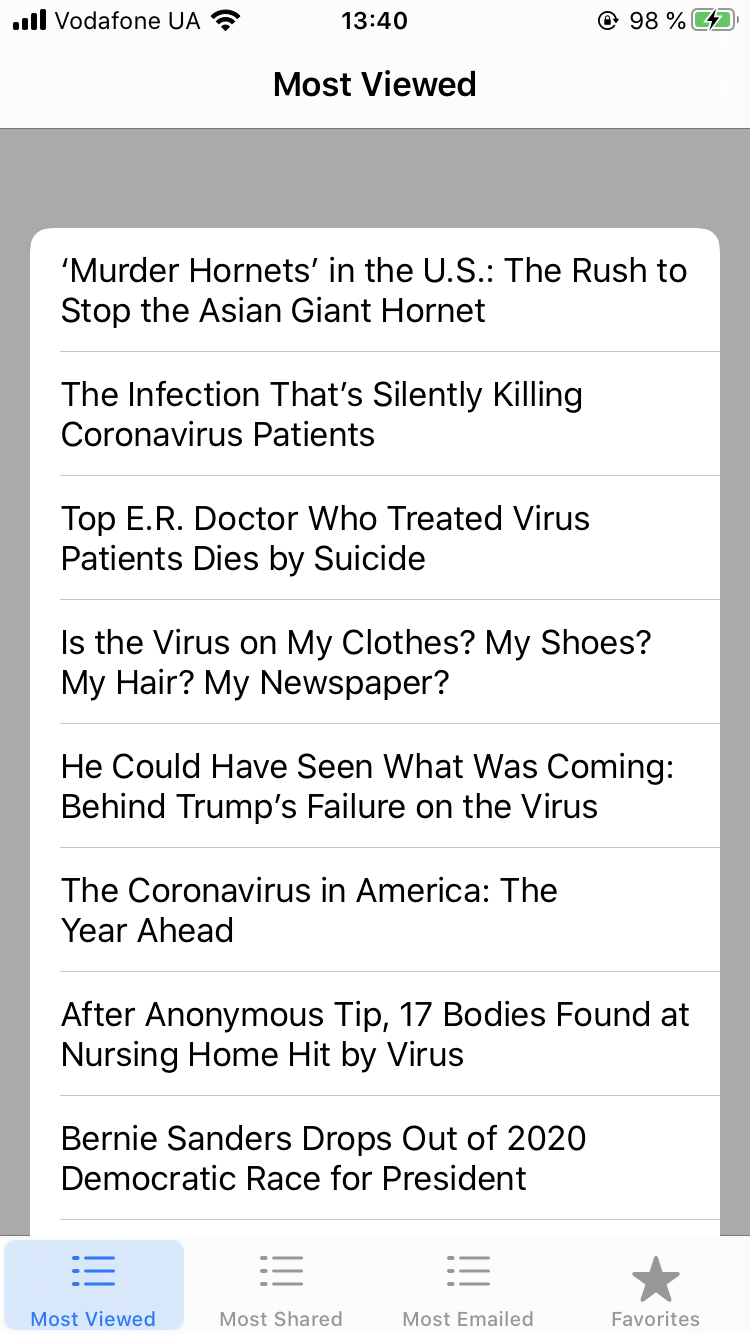 Vodafone UA 13:40 98 %
Most Viewed
‘Murder Hornets’ in the U.S.: The Rush to
Stop the Asian Giant Hornet
The Infection That’s Silently Killing
Coronavirus Patients
Top E.R. Doctor Who Treated Virus
Patients Dies by Suicide
Is the Virus on My Clothes? My Shoes?
My Hair? My Newspaper?
He Could Have Seen What Was Coming:
Behind Trump’s Failure on the Virus
The Coronavirus in America: The
Year Ahead
After Anonymous Tip, 17 Bodies Found at
Nursing Home Hit by Virus
Bernie Sanders Drops Out of 2020
Democratic Race for President
Most Viewed Most Shared Most Emailed Favorites